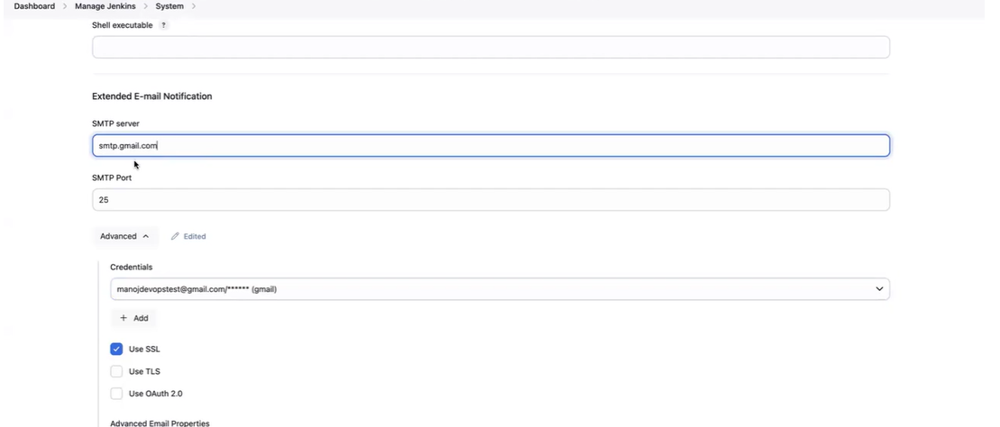 Dashboard > Manage Jenkins > System >
Shell executable ?
Extended E-mail Notification
SMTP server
smtp.gmail.com
SMTP Port
25
Advanced Edited
Credentials
manojdevopstest@gmail.com/****** (gmail)
+ Add
Use SSL
Use TLS
Use OAuth 2.0
Advanced Email Properties